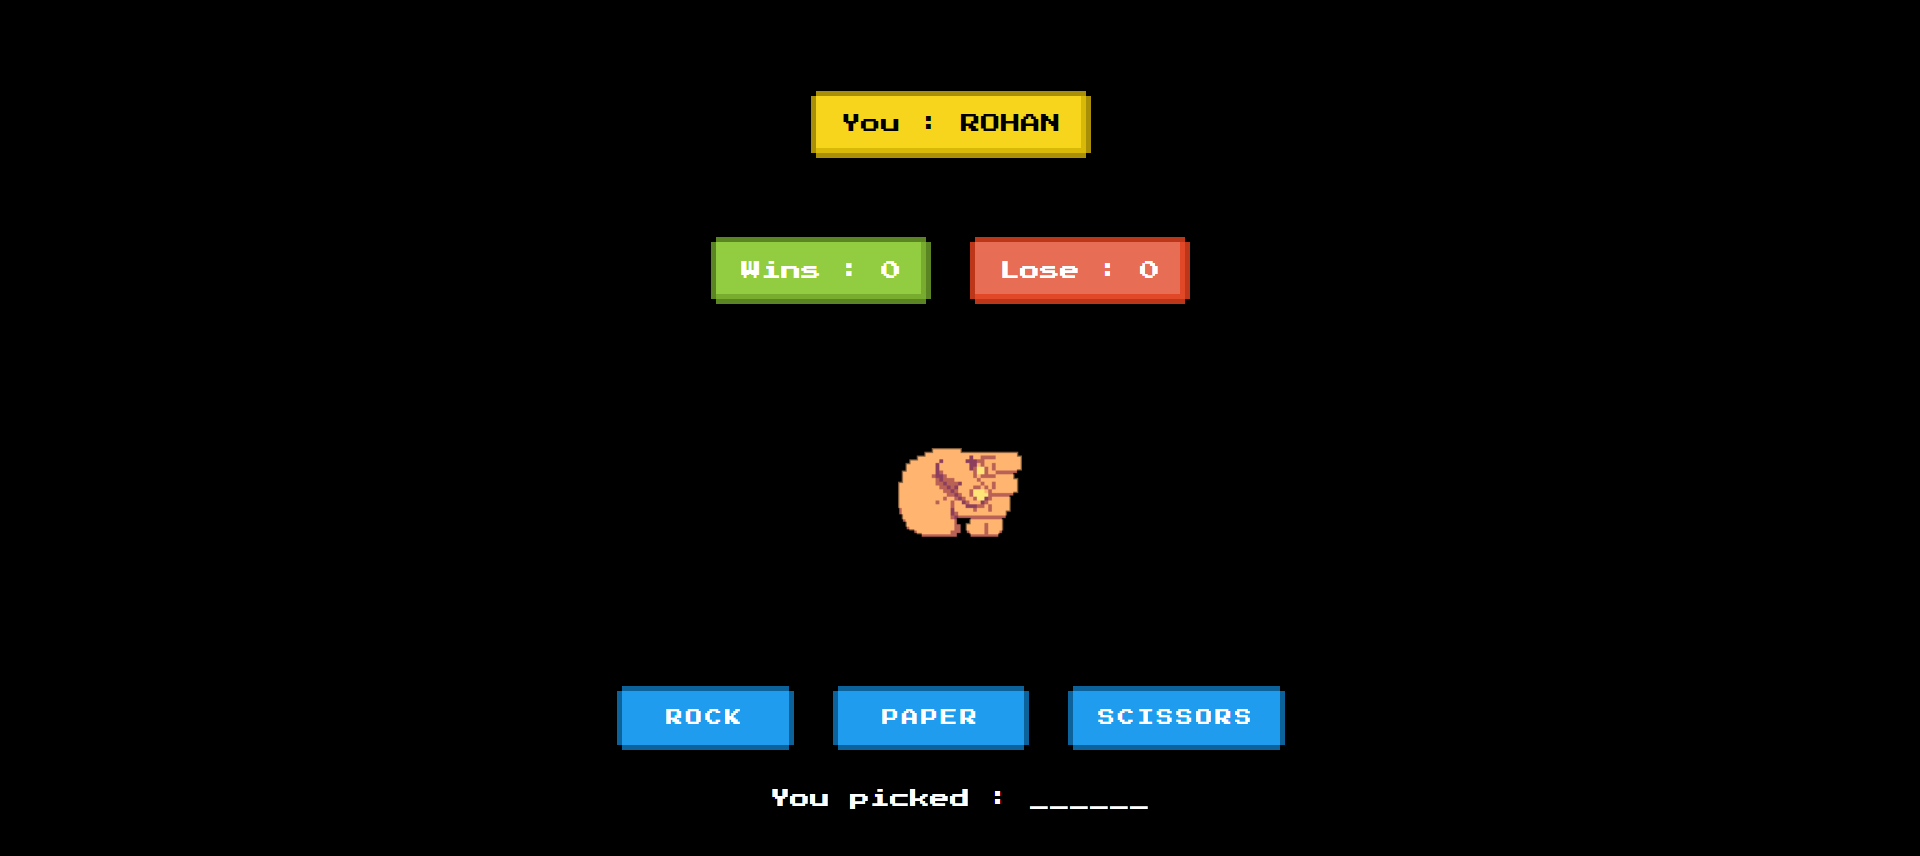 You : ROHAN
Wins : 0 Lose : 0
ROCK PAPER SCISSORS
You picked : ______